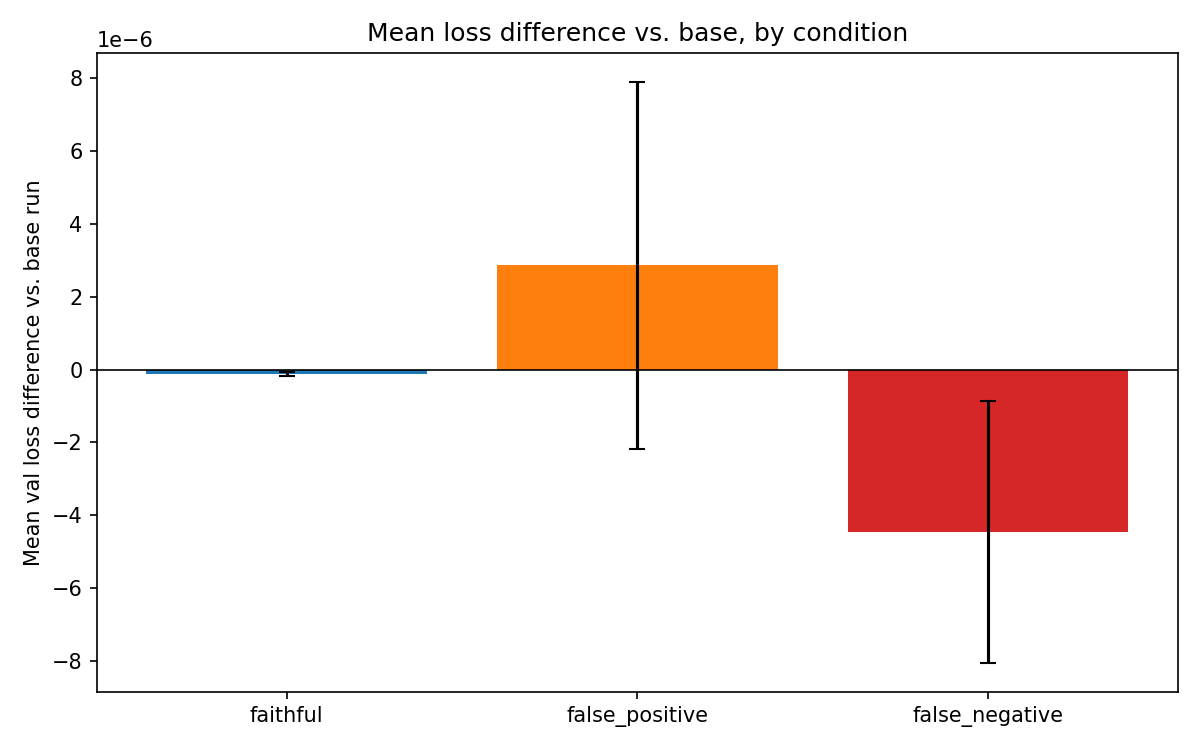 Mean loss difference vs. base, by condition
1e−6
Mean val loss difference vs. base run
8
6
4
2
0
−2
−4
−6
−8
faithful
false_positive
false_negative